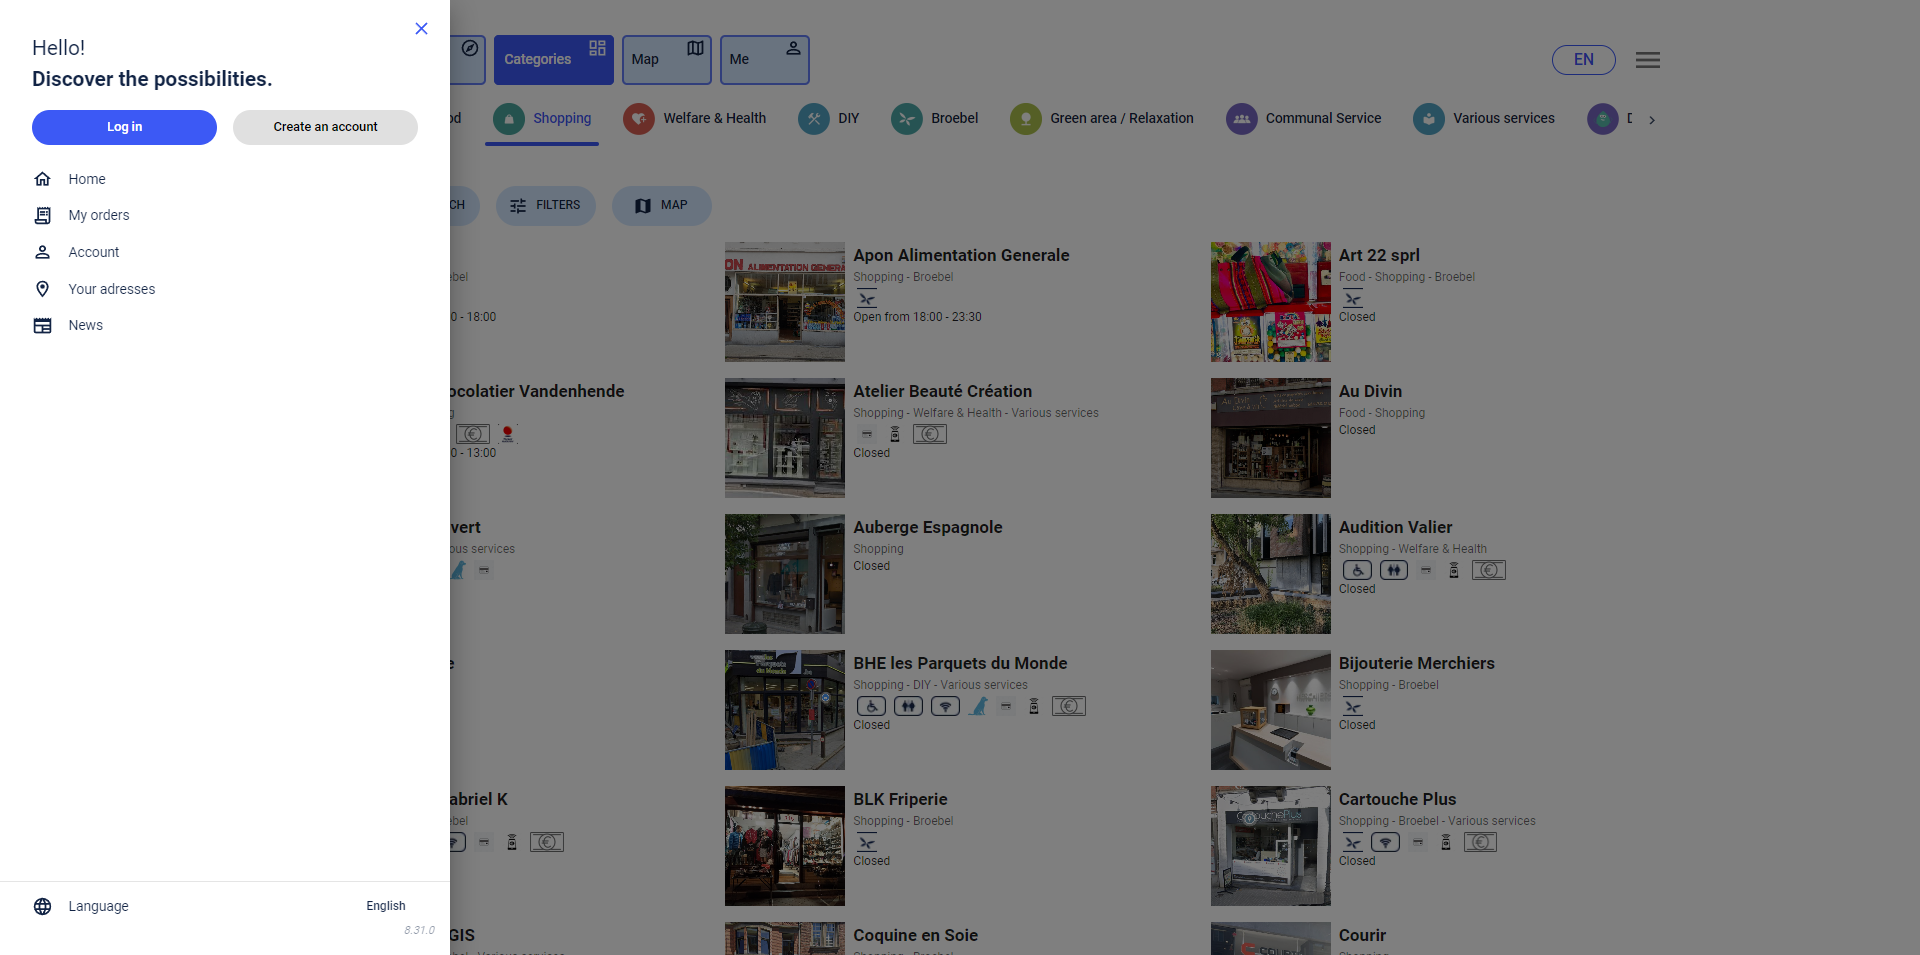 Hello!
Discover the possibilities.
Log in
Create an account
Home
My orders
Account
Your adresses
News
Language
English
8.31.0
Categories
Map
Me
EN
Shopping
Welfare & Health
DIY
Broebel
Green area / Relaxation
Communal Service
Various services
FILTERS
MAP
- 18:00
Apon Alimentation Generale
Shopping - Broebel
Open from 18:00 - 23:30
Art 22 sprl
Food - Shopping - Broebel
Closed
ocolatier Vandenhende
- 13:00
Atelier Beauté Création
Shopping - Welfare & Health - Various services
Closed
Au Divin
Food - Shopping
Closed
vert
ous services
Auberge Espagnole
Shopping
Closed
Audition Valier
Shopping - Welfare & Health
Closed
BHE les Parquets du Monde
Shopping - DIY - Various services
Closed
Bijouterie Merchiers
Shopping - Broebel
Closed
abriel K
BLK Friperie
Shopping - Broebel
Closed
Cartouche Plus
Shopping - Broebel - Various services
Closed
GIS
Coquine en Soie
Courir